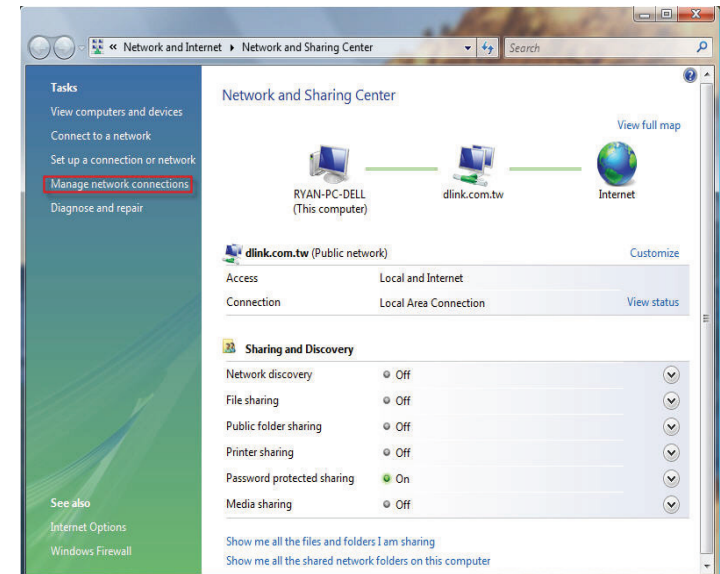 « Network and Internet ▸ Network and Sharing Center
Search
Tasks
View computers and devices
Connect to a network
Set up a connection or network
Manage network connections
Diagnose and repair
See also
Internet Options
Windows Firewall
Network and Sharing Center
View full map
RYAN-PC-DELL
(This computer)
dlink.com.tw
Internet
dlink.com.tw (Public network) Customize
Access Local and Internet
Connection Local Area Connection View status
Sharing and Discovery
Network discovery Off
File sharing Off
Public folder sharing Off
Printer sharing Off
Password protected sharing On
Media sharing Off
Show me all the files and folders I am sharing
Show me all the shared network folders on this computer